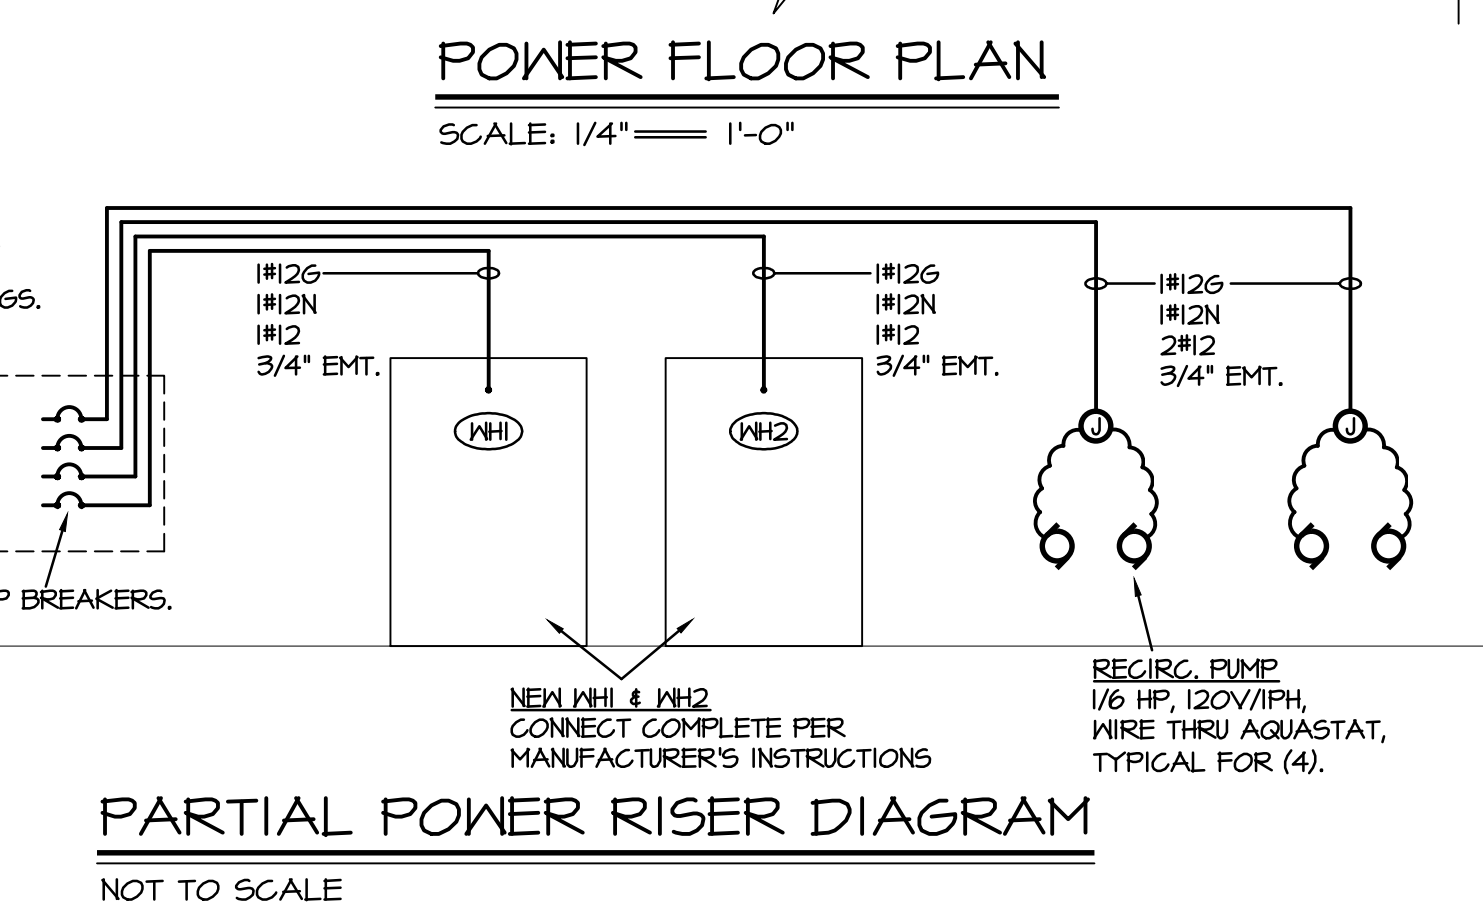 POWER FLOOR PLAN
SCALE: 1/4" 1'-0"
GS.
1#12G
1#12N
1#12
3/4" EMT.
1#12G
1#12N
1#12
3/4" EMT.
1#12G
1#12N
2#12
3/4" EMT.
WH1
WH2
J
J
P BREAKERS.
NEW WH1 & WH2
CONNECT COMPLETE PER
MANUFACTURER'S INSTRUCTIONS
RECIRC. PUMP
1/6 HP, 120V/1PH,
WIRE THRU AQUASTAT,
TYPICAL FOR (4).
PARTIAL POWER RISER DIAGRAM
NOT TO SCALE